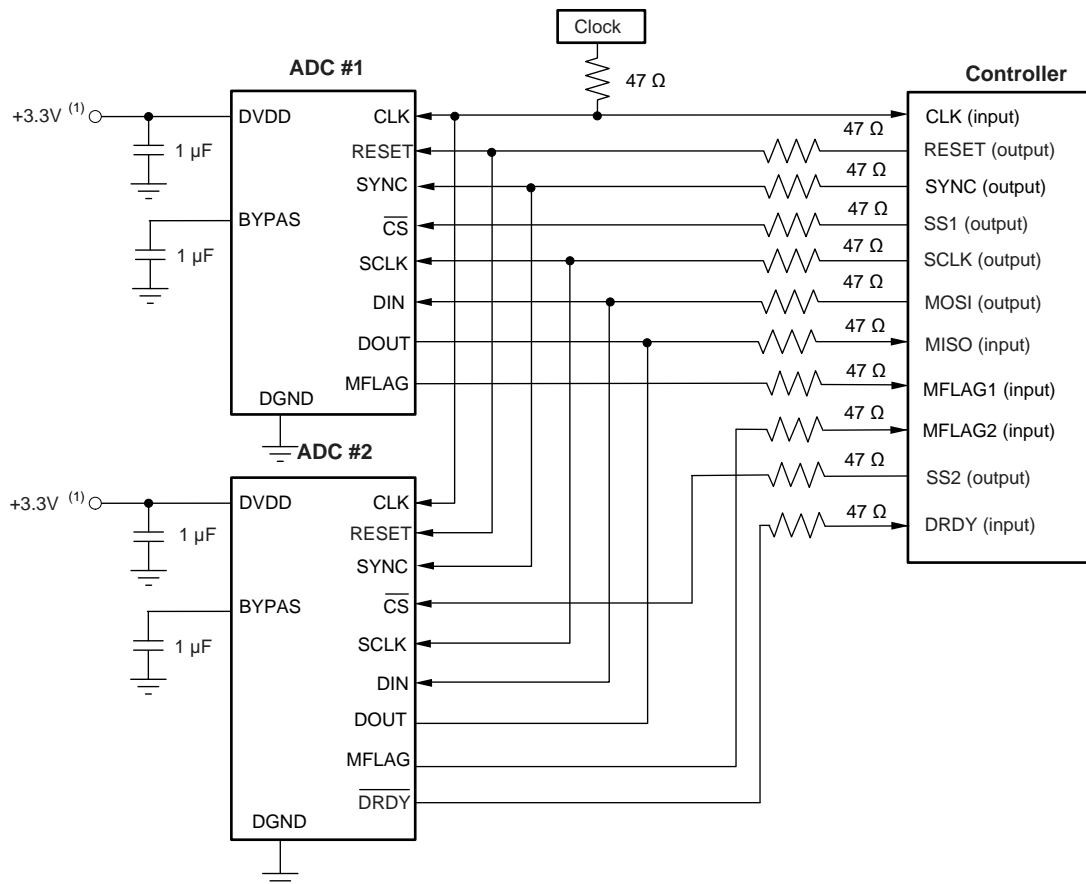 Clock
47 Ω
ADC #1
Controller
+3.3V (1)
1 µF
1 µF
DVDD
BYPAS
DGND
CLK
RESET
SYNC
CS
SCLK
DIN
DOUT
MFLAG
47 Ω
47 Ω
47 Ω
47 Ω
47 Ω
47 Ω
47 Ω
47 Ω
47 Ω
47 Ω
CLK (input)
RESET (output)
SYNC (output)
SS1 (output)
SCLK (output)
MOSI (output)
MISO (input)
MFLAG1 (input)
MFLAG2 (input)
SS2 (output)
DRDY (input)
ADC #2
+3.3V (1)
1 µF
1 µF
DVDD
BYPAS
DGND
CLK
RESET
SYNC
CS
SCLK
DIN
DOUT
MFLAG
DRDY